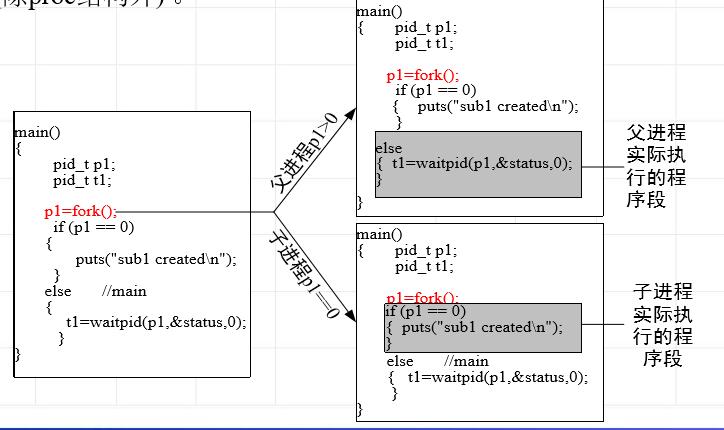 (除proc结构外)。
main()
{
pid_t p1;
pid_t t1;
p1=fork();
if (p1 == 0)
{
puts("sub1 created\n");
}
else //main
{
t1=waitpid(p1,&status,0);
}
}
父进程p1>0
子进程p1==0
main()
{ pid_t p1;
pid_t t1;
p1=fork();
if (p1 == 0)
{ puts("sub1 created\n");
}
else
{ t1=waitpid(p1,&status,0);
}
}
父进程
实际执
行的程
序段
main()
{ pid_t p1;
pid_t t1;
p1=fork();
if (p1 == 0)
{ puts("sub1 created\n");
}
else //main
{ t1=waitpid(p1,&status,0);
}
}
子进程
实际执
行的程
序段